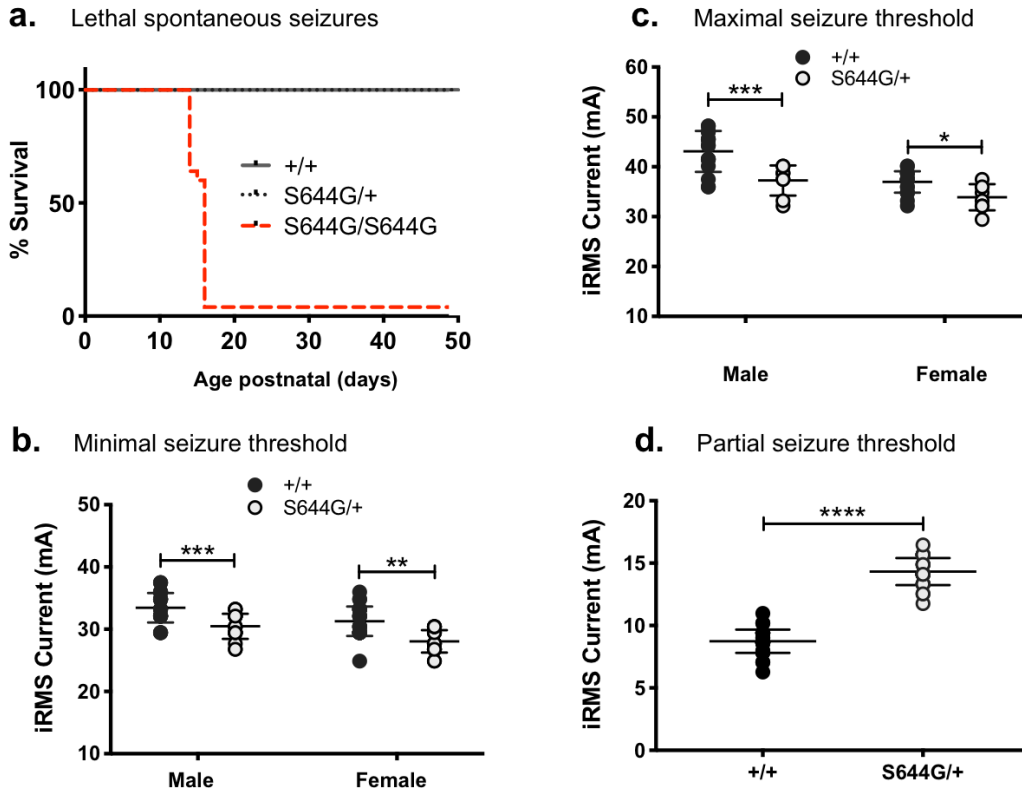 a. Lethal spontaneous seizures
% Survival
100
50
0
0 10 20 30 40 50
Age postnatal (days)
+/+
S644G/+
S644G/S644G
b. Minimal seizure threshold
+/+
S644G/+
iRMS Current (mA)
50
40
30
20
10
***
**
Male Female
c. Maximal seizure threshold
+/+
S644G/+
iRMS Current (mA)
60
50
40
30
20
10
***
*
Male Female
d. Partial seizure threshold
iRMS Current (mA)
20
15
10
5
0
****
+/+ S644G/+